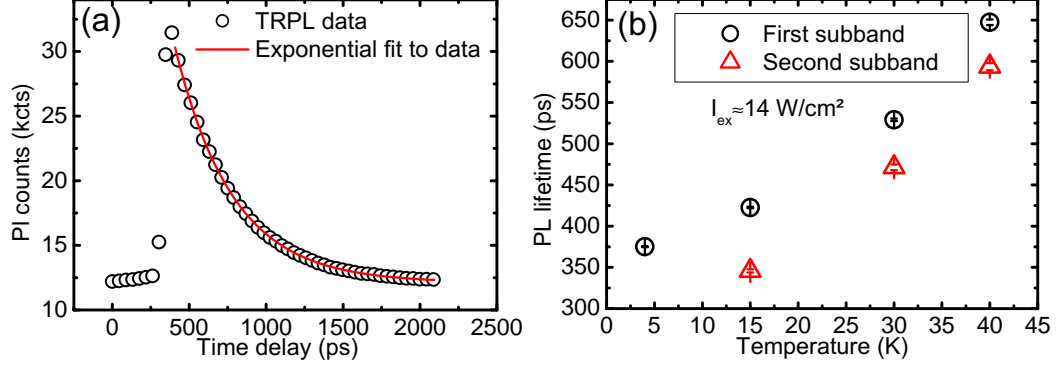 (a)
TRPL data
Exponential fit to data
Pl counts (kcts)
30
25
20
15
10
0
500
1000
1500
2000
2500
Time delay (ps)
(b)
First subband
Second subband
I_ex≈14 W/cm²
PL lifetime (ps)
650
600
550
500
450
400
350
300
0
5
10
15
20
25
30
35
40
45
Temperature (K)